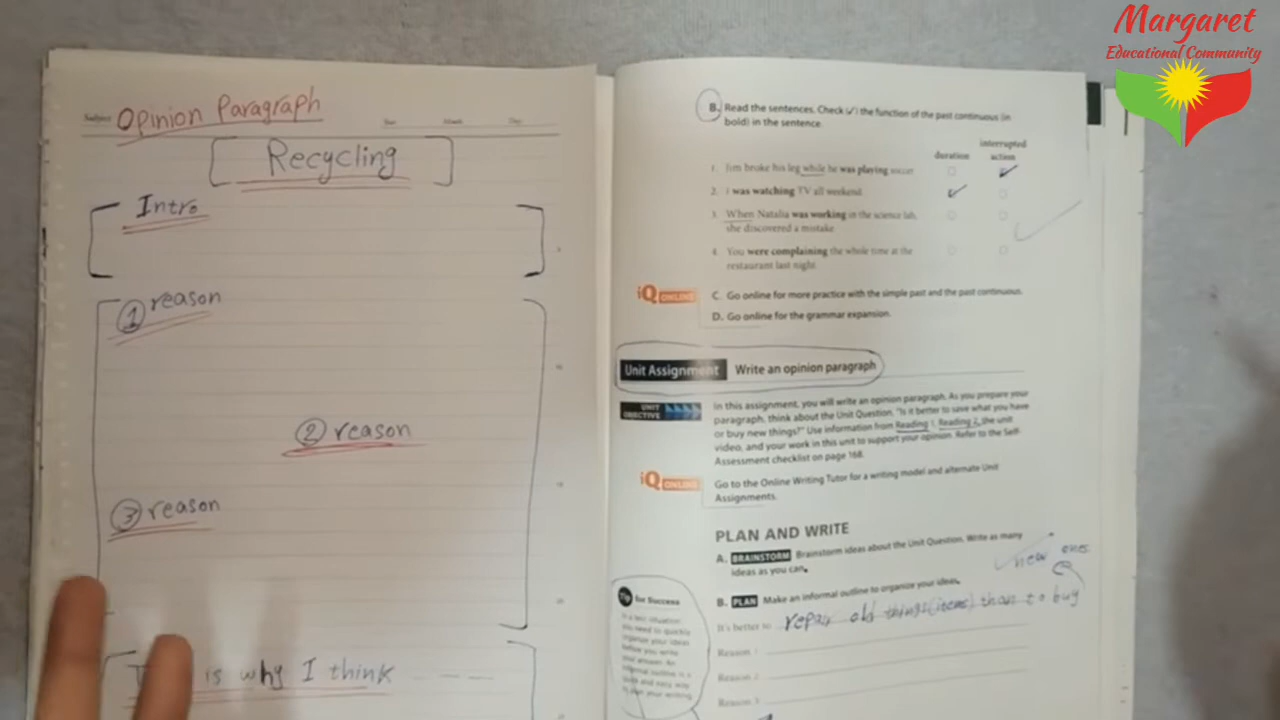 Margaret
Educational Community
Subject
Opinion Paragraph
Day
Recycling
Intro
1 reason
2 reason
3 reason
is why I think
B. Read the sentences. Check (✓) the function of the past continuous (in
bold) in the sentence.
duration
interrupted
action
1. Jim broke his leg while he was playing soccer
2. I was watching TV all weekend
3. When Natalia was working in the science lab,
she discovered a mistake
4. You were complaining the whole time at the
restaurant last night.
iQ ONLINE
C. Go online for more practice with the simple past and the past continuous.
D. Go online for the grammar expansion.
Unit Assignment Write an opinion paragraph
UNIT OBJECTIVE
In this assignment, you will write an opinion paragraph. As you prepare your
paragraph, think about the Unit Question, "Is it better to save what you have
or buy new things?" Use information from Reading 1, Reading 2, the unit
video, and your work in this unit to support your opinion. Refer to the Self-
Assessment checklist on page 168.
iQ ONLINE
Go to the Online Writing Tutor for a writing model and alternate Unit
Assignments.
PLAN AND WRITE
A. BRAINSTORM Brainstorm ideas about the Unit Question. Write as many
ideas as you can.
new ones
B. PLAN Make an informal outline to organize your ideas.
It's better to repair old things (items) than to buy
Reason 1
Reason 2
Reason 3
Tip for Success